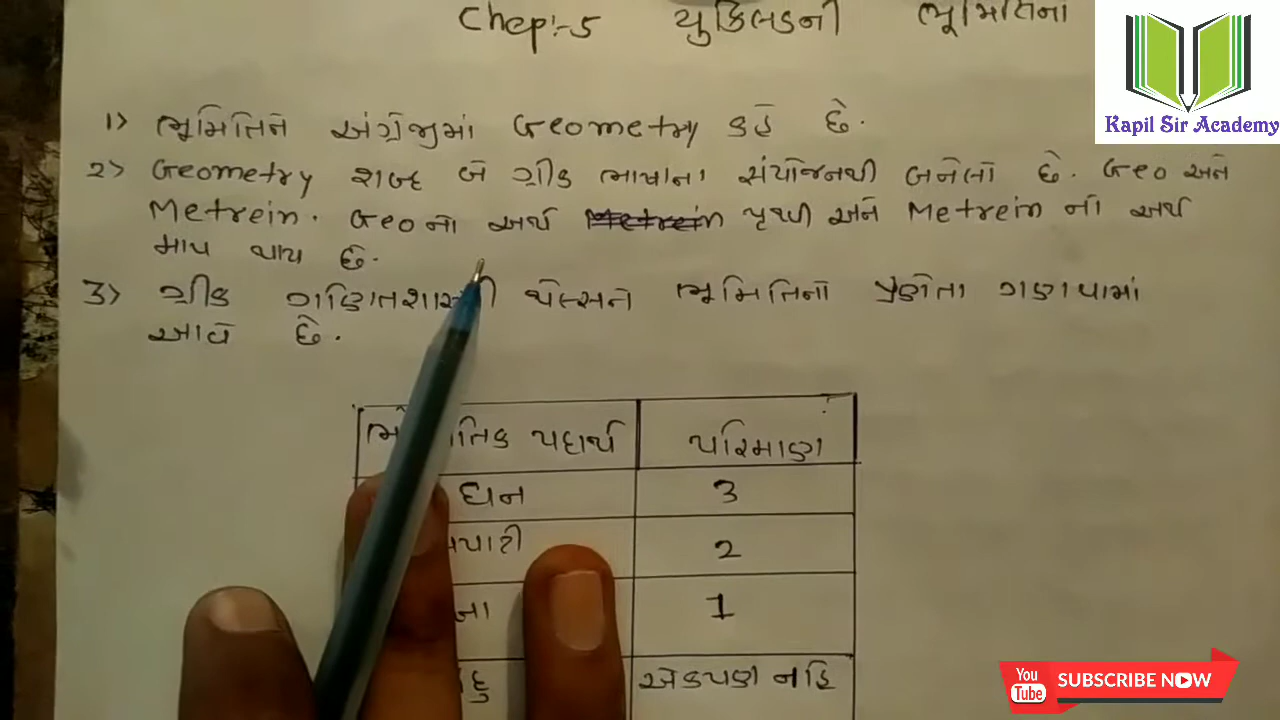 Chep:-5 યુક્લિડની ભૂમિતિના
Kapil Sir Academy
1) ભૂમિતિને અંગ્રેજીમાં Geometry કહે છે.
2) Geometry શબ્દ બે ગ્રીક ભાષાના સંયોજનથી બનેલો છે. Geo અને
Metrein. Geo નો અર્થ પૃથ્વી અને Metrein નો અર્થ
માપ થાય છે.
3) ગ્રીક ગણિતશાસ્ત્રી થેલ્સને ભૂમિતિનો પ્રણેતા ગણવામાં
આવે છે.
પદાર્થ પરિમાણ
ઘન 3
2
1
એકપણ નહિ
You Tube SUBSCRIBE NOW